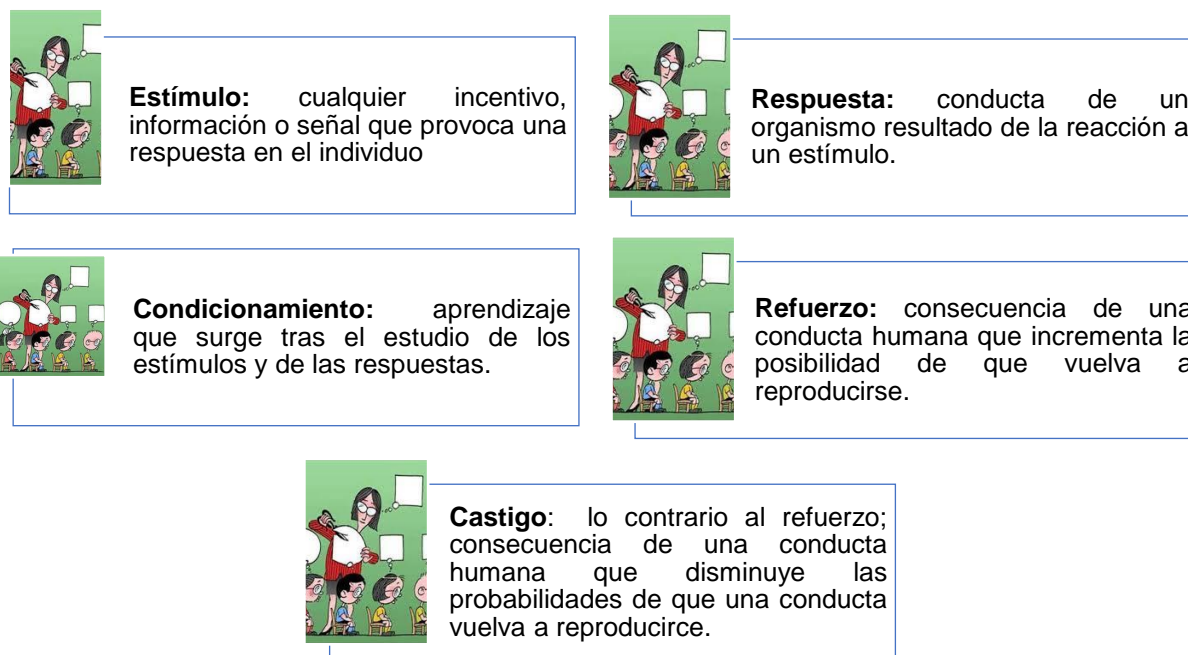 Estímulo: cualquier incentivo,
información o señal que provoca una
respuesta en el individuo
Respuesta: conducta de un
organismo resultado de la reacción a
un estímulo.
Condicionamiento: aprendizaje
que surge tras el estudio de los
estímulos y de las respuestas.
Refuerzo: consecuencia de una
conducta humana que incrementa la
posibilidad de que vuelva a
reproducirse.
Castigo: lo contrario al refuerzo;
consecuencia de una conducta
humana que disminuye las
probabilidades de que una conducta
vuelva a reproducirce.